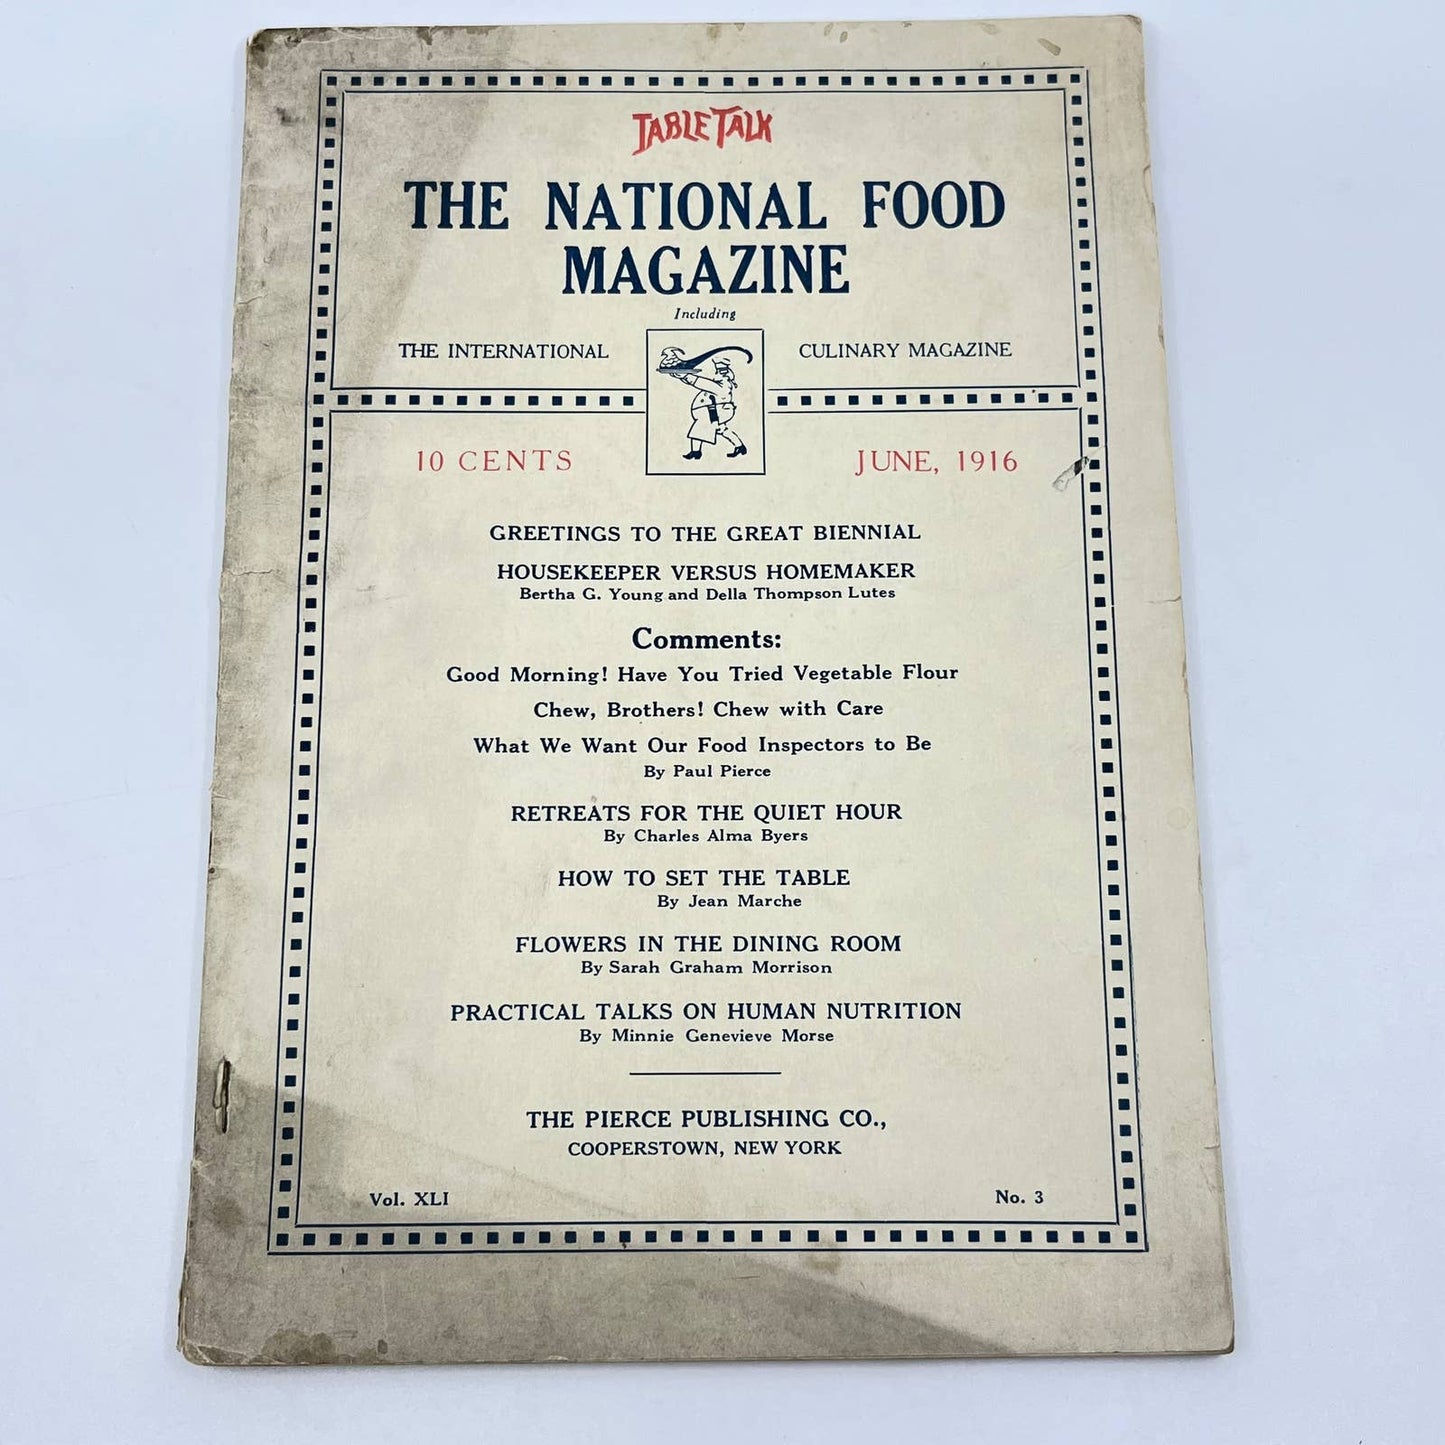 TABLE TALK
THE NATIONAL FOOD
MAGAZINE
Including
THE INTERNATIONAL CULINARY MAGAZINE
10 CENTS JUNE, 1916
GREETINGS TO THE GREAT BIENNIAL
HOUSEKEEPER VERSUS HOMEMAKER
Bertha G. Young and Della Thompson Lutes
Comments:
Good Morning! Have You Tried Vegetable Flour
Chew, Brothers! Chew with Care
What We Want Our Food Inspectors to Be
By Paul Pierce
RETREATS FOR THE QUIET HOUR
By Charles Alma Byers
HOW TO SET THE TABLE
By Jean Marche
FLOWERS IN THE DINING ROOM
By Sarah Graham Morrison
PRACTICAL TALKS ON HUMAN NUTRITION
By Minnie Genevieve Morse
THE PIERCE PUBLISHING CO.,
COOPERSTOWN, NEW YORK
Vol. XLI No. 3